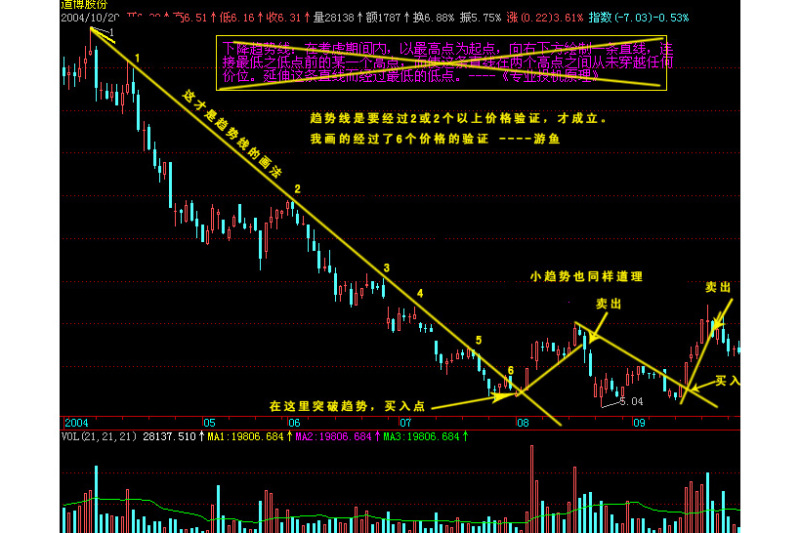 道博股份
2004/10/20 开6.20↑高6.51↑低6.16↑收6.31↑量28138↑额1787↑换6.88% 振5.75% 涨(0.22)3.61% 指数(-7.03)-0.53%
下降趋势线，在考虑期间内，以最高点为起点，向右下方绘制一条直线，连
接最低之低点前的某一个高点，而使这条直线在两个高点之间从未穿越任何
价位。延伸这条直线而经过最低的低点。----《专业投机原理》
趋势线是要经过2或2个以上价格验证，才成立。
我画的经过了6个价格的验证 ----游鱼
这才是趋势线的画法
1
1
2
3
4
5
6
小趋势也同样道理
卖出
卖出
买入
在这里突破趋势，买入点
5.04
2004 05 06 07 08 09
VOL(21,21,21) 28137.510↑MA1:19806.684↑MA2:19806.684↑MA3:19806.684↑